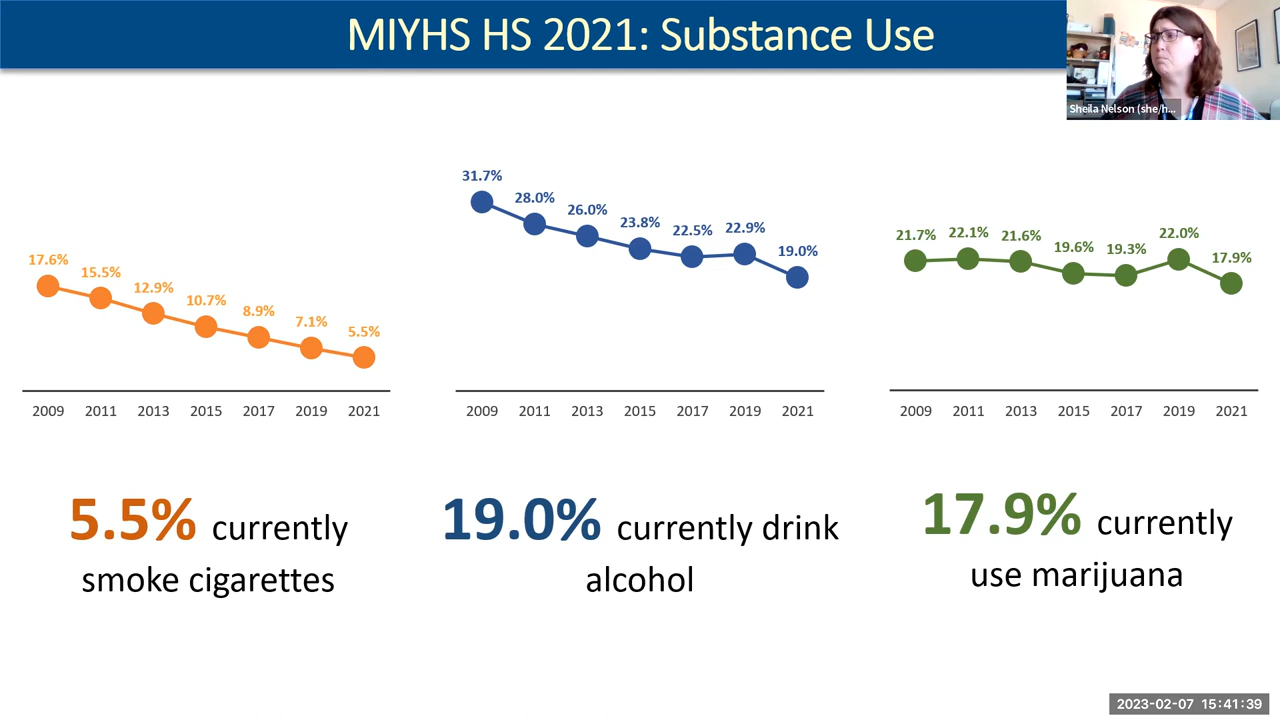 MIYHS HS 2021: Substance Use
Sheila Nelson (she/h...
17.6%
15.5%
12.9%
10.7%
8.9%
7.1%
5.5%
2009 2011 2013 2015 2017 2019 2021
31.7%
28.0%
26.0%
23.8%
22.5%
22.9%
19.0%
2009 2011 2013 2015 2017 2019 2021
21.7%
22.1%
21.6%
19.6%
19.3%
22.0%
17.9%
2009 2011 2013 2015 2017 2019 2021
5.5% currently
smoke cigarettes
19.0% currently drink
alcohol
17.9% currently
use marijuana
2023-02-07 15:41:39